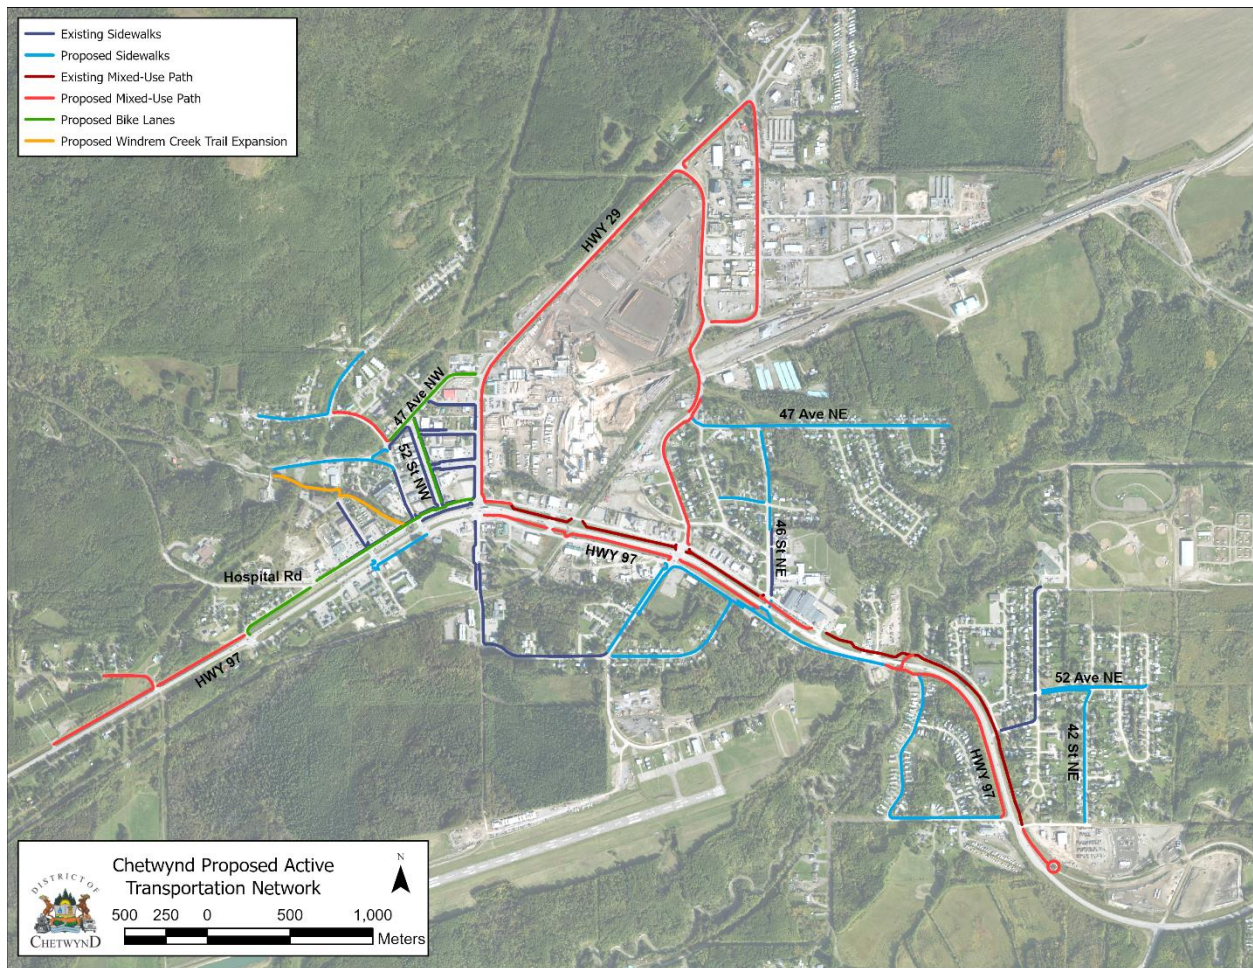 Existing Sidewalks
Proposed Sidewalks
Existing Mixed-Use Path
Proposed Mixed-Use Path
Proposed Bike Lanes
Proposed Windrem Creek Trail Expansion
HWY 29
47 Ave NW
52 St NW
47 Ave NE
46 St NE
HWY 97
Hospital Rd
HWY 97
52 Ave NE
42 St NE
HWY 97
Chetwynd Proposed Active
Transportation Network
N
DISTRICT OF
CHETWYND
500 250 0 500 1,000
Meters